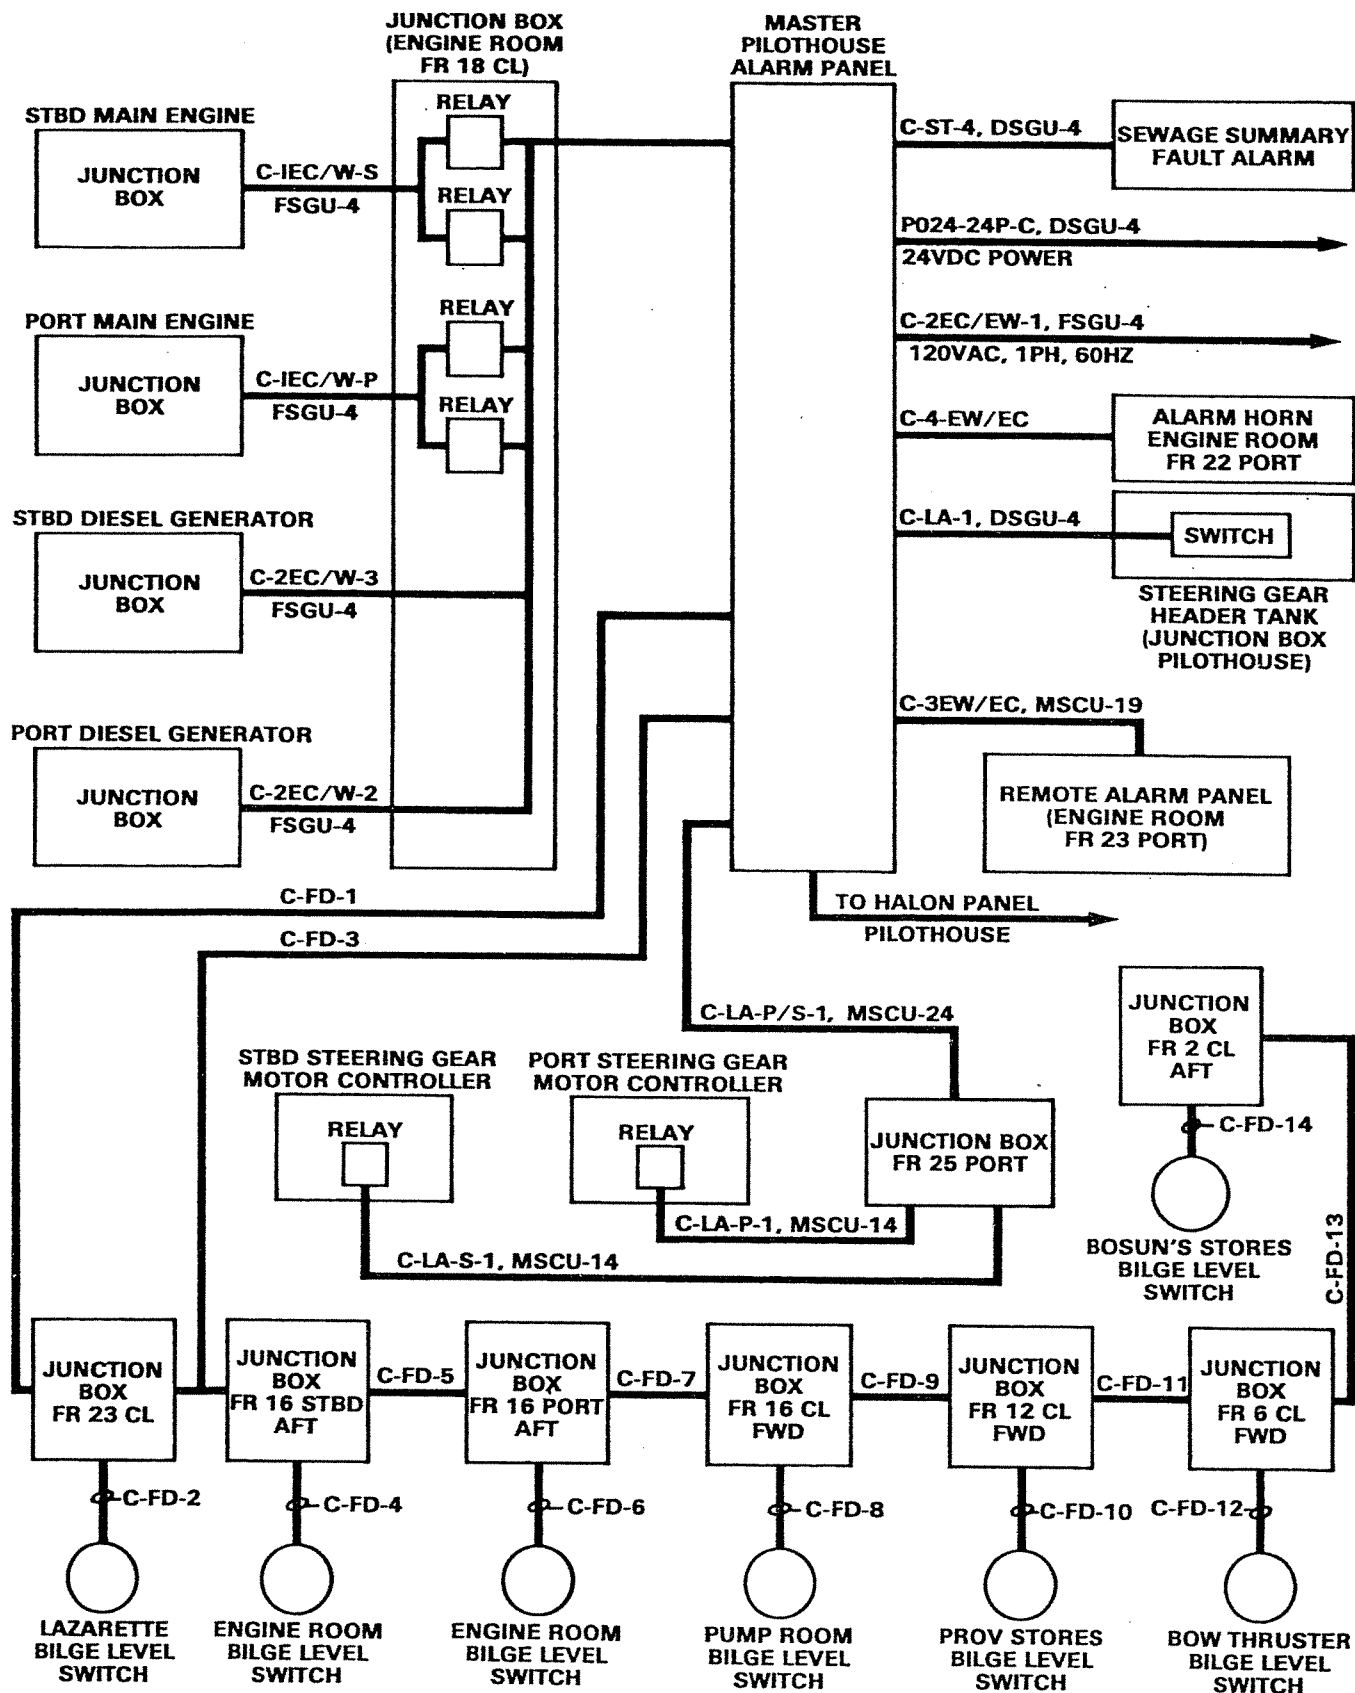 JUNCTION BOX
(ENGINE ROOM
FR 18 CL)
MASTER
PILOTHOUSE
ALARM PANEL
STBD MAIN ENGINE
JUNCTION
BOX
C-IEC/W-S
FSGU-4
RELAY
RELAY
C-ST-4, DSGU-4
SEWAGE SUMMARY
FAULT ALARM
P024-24P-C, DSGU-4
24VDC POWER
PORT MAIN ENGINE
JUNCTION
BOX
C-IEC/W-P
FSGU-4
RELAY
RELAY
C-2EC/EW-1, FSGU-4
120VAC, 1PH, 60HZ
C-4-EW/EC
ALARM HORN
ENGINE ROOM
FR 22 PORT
STBD DIESEL GENERATOR
JUNCTION
BOX
C-2EC/W-3
FSGU-4
C-LA-1, DSGU-4
SWITCH
STEERING GEAR
HEADER TANK
(JUNCTION BOX
PILOTHOUSE)
PORT DIESEL GENERATOR
JUNCTION
BOX
C-2EC/W-2
FSGU-4
C-3EW/EC, MSCU-19
REMOTE ALARM PANEL
(ENGINE ROOM
FR 23 PORT)
C-FD-1
C-FD-3
TO HALON PANEL
PILOTHOUSE
C-LA-P/S-1, MSCU-24
STBD STEERING GEAR
MOTOR CONTROLLER
RELAY
PORT STEERING GEAR
MOTOR CONTROLLER
RELAY
JUNCTION BOX
FR 25 PORT
C-LA-P-1, MSCU-14
C-LA-S-1, MSCU-14
JUNCTION
BOX
FR 2 CL
AFT
C-FD-14
BOSUN'S STORES
BILGE LEVEL
SWITCH
C-FD-13
JUNCTION
BOX
FR 23 CL
JUNCTION
BOX
FR 16 STBD
AFT
C-FD-5
JUNCTION
BOX
FR 16 PORT
AFT
C-FD-7
JUNCTION
BOX
FR 16 CL
FWD
C-FD-9
JUNCTION
BOX
FR 12 CL
FWD
C-FD-11
JUNCTION
BOX
FR 6 CL
FWD
C-FD-2
C-FD-4
C-FD-6
C-FD-8
C-FD-10
C-FD-12
LAZARETTE
BILGE LEVEL
SWITCH
ENGINE ROOM
BILGE LEVEL
SWITCH
ENGINE ROOM
BILGE LEVEL
SWITCH
PUMP ROOM
BILGE LEVEL
SWITCH
PROV STORES
BILGE LEVEL
SWITCH
BOW THRUSTER
BILGE LEVEL
SWITCH